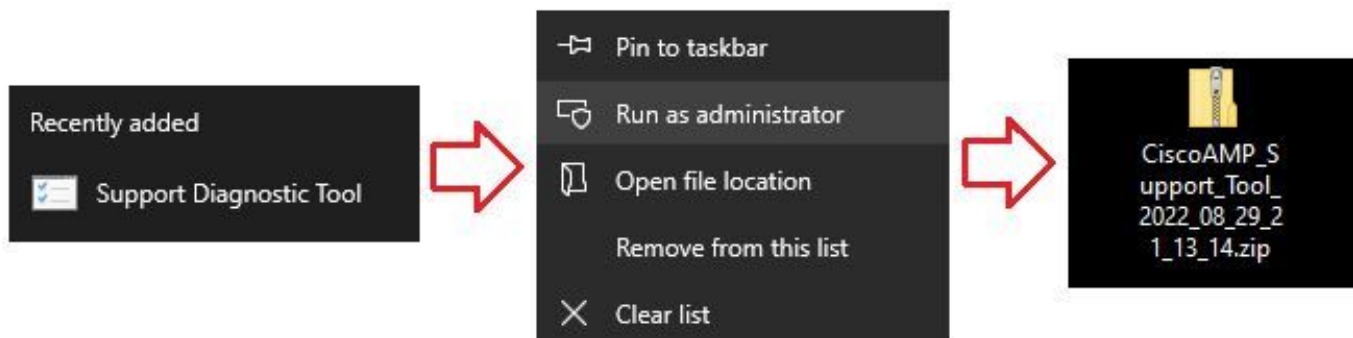 Recently added
Support Diagnostic Tool
Pin to taskbar
Run as administrator
Open file location
Remove from this list
Clear list
CiscoAMP_S
upport_Tool_
2022_08_29_2
1_13_14.zip